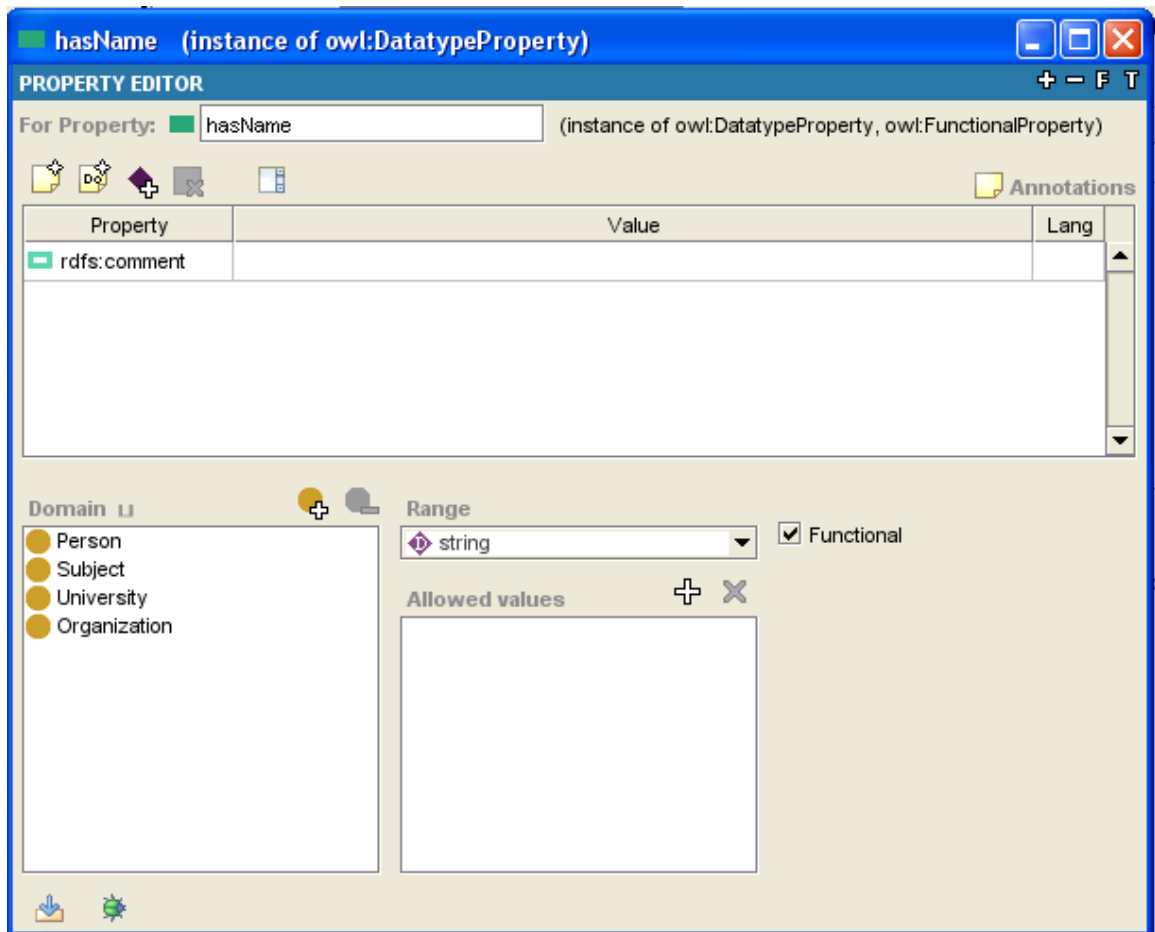 hasName (instance of owl:DatatypeProperty)
PROPERTY EDITOR
F T
For Property: hasName (instance of owl:DatatypeProperty, owl:FunctionalProperty)
Annotations
Property Value Lang
rdfs:comment
Domain ⊔
Person
Subject
University
Organization
Range
string
Functional
Allowed values